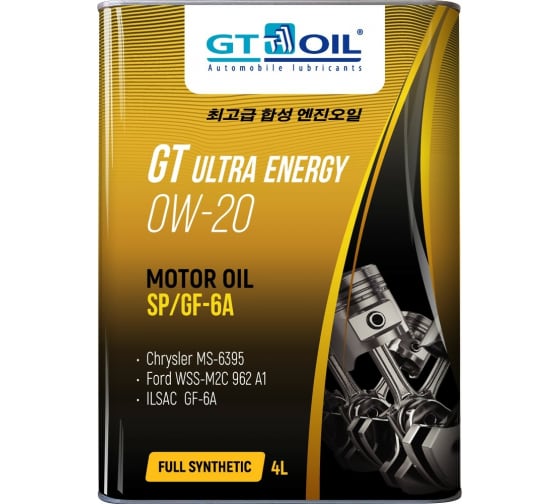 GT OIL®
Automobile lubricants
최고급 합성 엔진오일
GT ULTRA ENERGY
0W-20
MOTOR OIL
SP/GF-6A
• Chrysler MS-6395
• Ford WSS-M2C 962 A1
• ILSAC GF-6A
FULL SYNTHETIC 4L